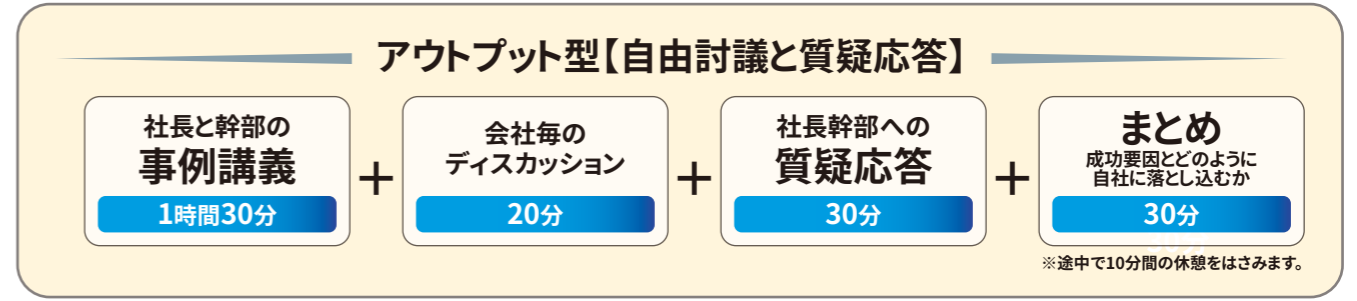 アウトプット型【自由討議と質疑応答】
社長と幹部の
事例講義
1時間30分
+
会社毎の
ディスカッション
20分
+
社長幹部への
質疑応答
30分
+
まとめ
成功要因とどのように
自社に落とし込むか
30分
※途中で10分間の休憩をはさみます。